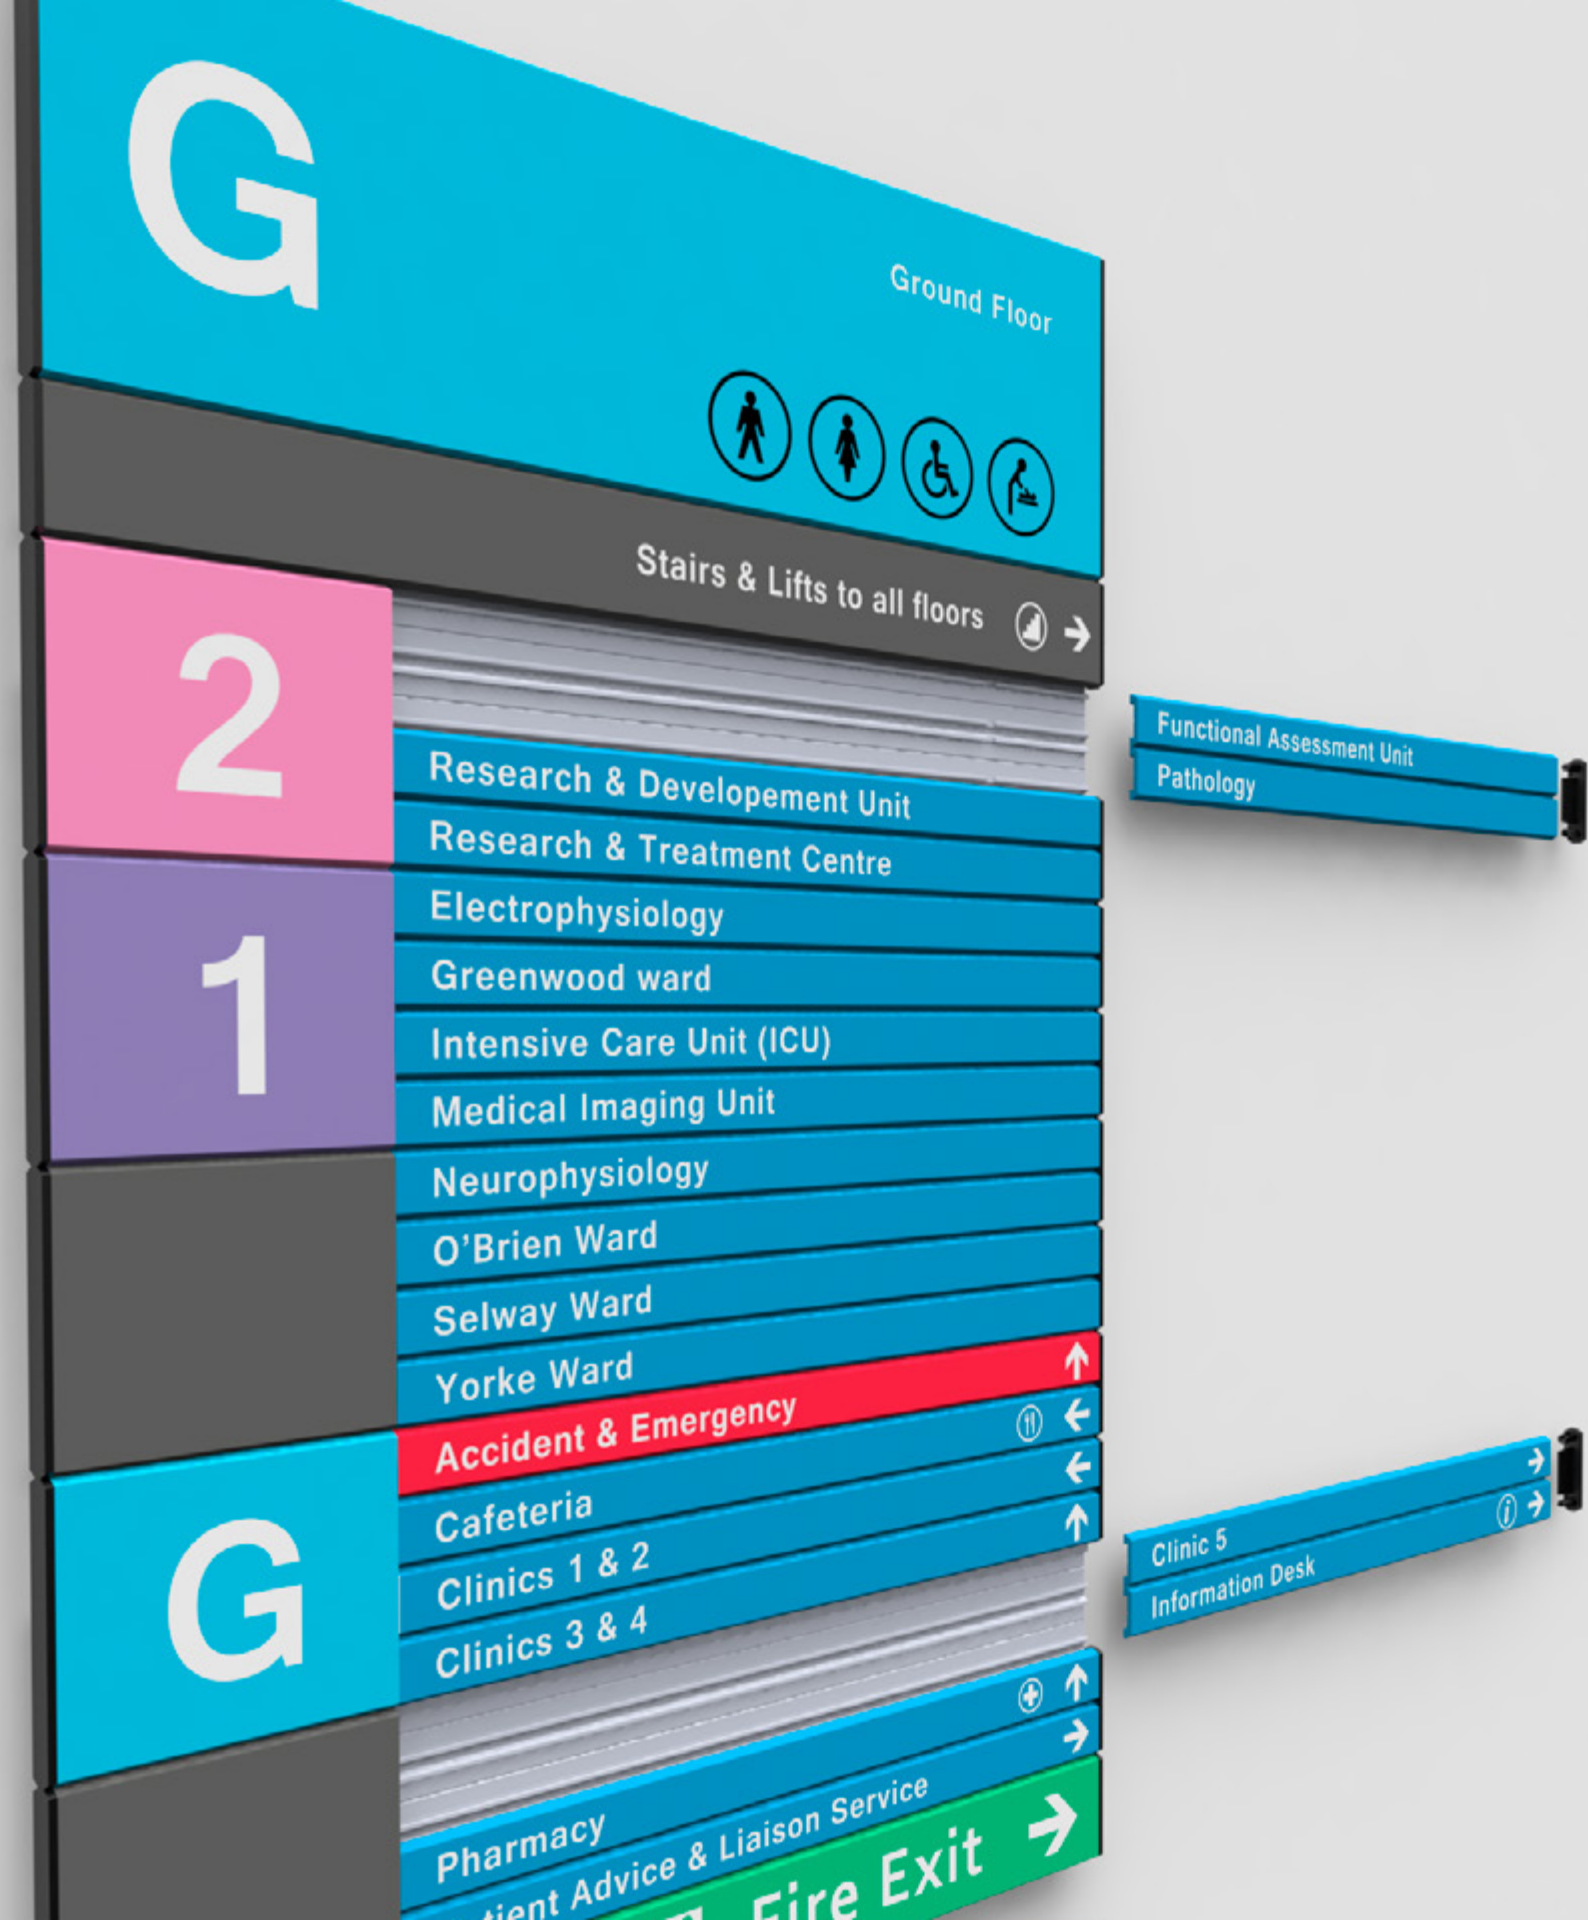 G
Ground Floor
Stairs & Lifts to all floors
2
Functional Assessment Unit
Pathology
Research & Developement Unit
Research & Treatment Centre
1
Electrophysiology
Greenwood ward
Intensive Care Unit (ICU)
Medical Imaging Unit
Neurophysiology
O'Brien Ward
Selway Ward
Yorke Ward
G
Accident & Emergency
Cafeteria
Clinics 1 & 2
Clinics 3 & 4
Clinic 5
Information Desk
i
Pharmacy
Advice & Liaison Service
Fire Exit